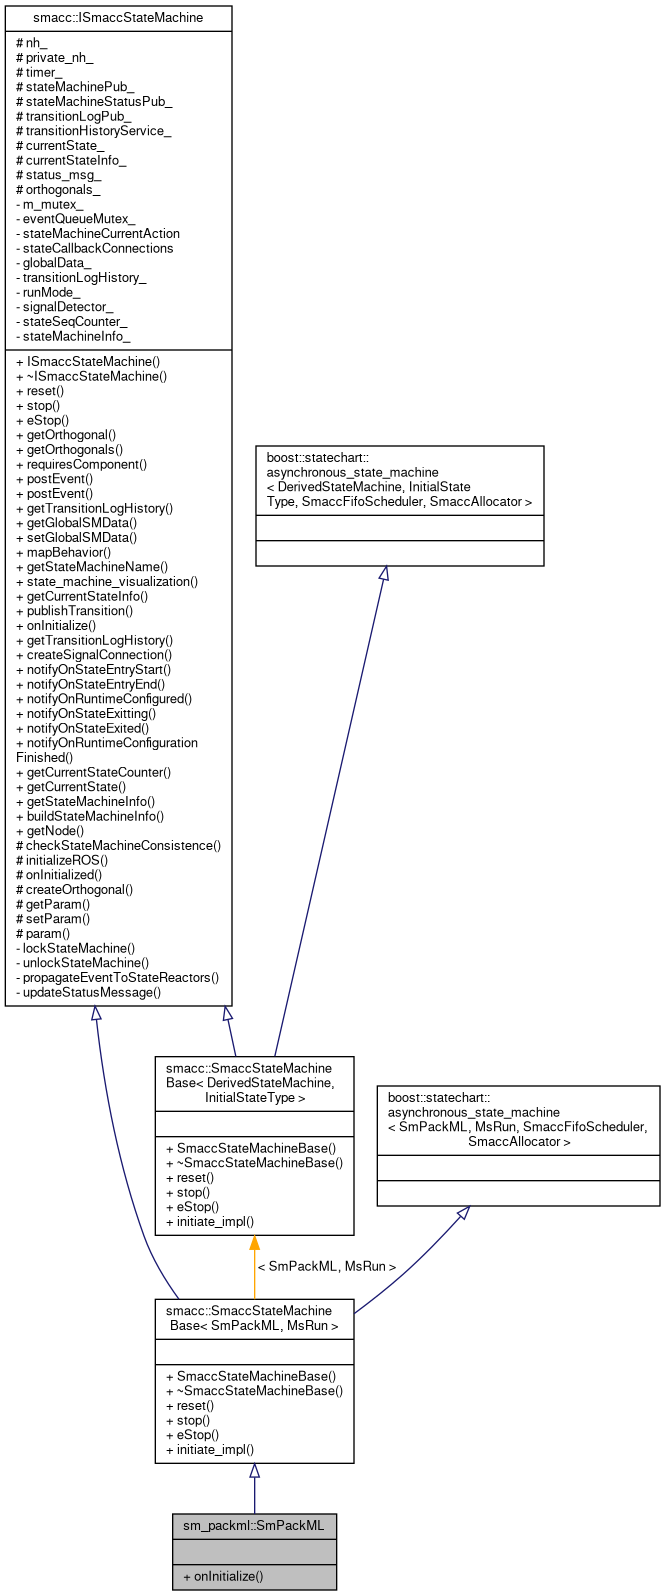 smacc::ISmaccStateMachine
# nh_
# private_nh_
# timer_
# stateMachinePub_
# stateMachineStatusPub_
# transitionLogPub_
# transitionHistoryService_
# currentState_
# currentStateInfo_
# status_msg_
# orthogonals_
- m_mutex_
- eventQueueMutex_
- stateMachineCurrentAction
- stateCallbackConnections
- globalData_
- transitionLogHistory_
- runMode_
- signalDetector_
- stateSeqCounter_
- stateMachineInfo_
+ ISmaccStateMachine()
+ ~ISmaccStateMachine()
+ reset()
+ stop()
+ eStop()
+ getOrthogonal()
+ getOrthogonals()
+ requiresComponent()
+ postEvent()
+ postEvent()
+ getTransitionLogHistory()
+ getGlobalSMData()
+ setGlobalSMData()
+ mapBehavior()
+ getStateMachineName()
+ state_machine_visualization()
+ getCurrentStateInfo()
+ publishTransition()
+ onInitialize()
+ getTransitionLogHistory()
+ createSignalConnection()
+ notifyOnStateEntryStart()
+ notifyOnStateEntryEnd()
+ notifyOnRuntimeConfigured()
+ notifyOnStateExitting()
+ notifyOnStateExited()
+ notifyOnRuntimeConfiguration
Finished()
+ getCurrentStateCounter()
+ getCurrentState()
+ getStateMachineInfo()
+ buildStateMachineInfo()
+ getNode()
# checkStateMachineConsistence()
# initializeROS()
# onInitialized()
# createOrthogonal()
# getParam()
# setParam()
# param()
- lockStateMachine()
- unlockStateMachine()
- propagateEventToStateReactors()
- updateStatusMessage()
boost::statechart::
asynchronous_state_machine
< DerivedStateMachine, InitialState
Type, SmaccFifoScheduler, SmaccAllocator >
smacc::SmaccStateMachine
Base< DerivedStateMachine,
InitialStateType >
+ SmaccStateMachineBase()
+ ~SmaccStateMachineBase()
+ reset()
+ stop()
+ eStop()
+ initiate_impl()
boost::statechart::
asynchronous_state_machine
< SmPackML, MsRun, SmaccFifoScheduler,
SmaccAllocator >
< SmPackML, MsRun >
smacc::SmaccStateMachine
Base< SmPackML, MsRun >
+ SmaccStateMachineBase()
+ ~SmaccStateMachineBase()
+ reset()
+ stop()
+ eStop()
+ initiate_impl()
sm_packml::SmPackML
+ onInitialize()